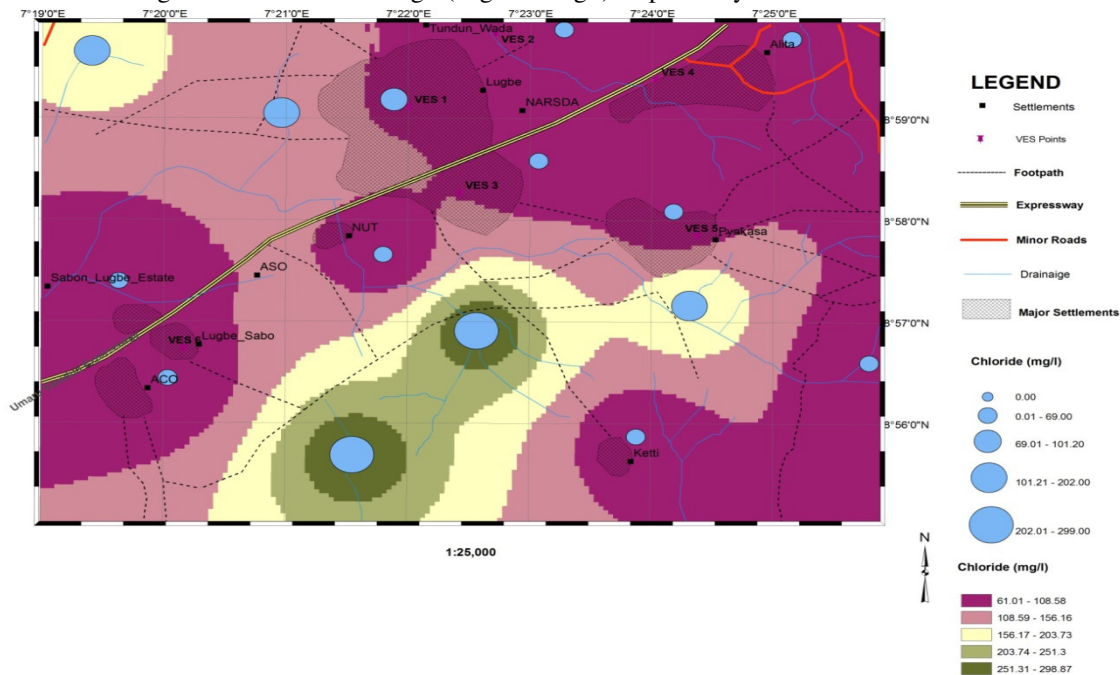 7°19'0"E 7°20'0"E 7°21'0"E 7°22'0"E 7°23'0"E 7°24'0"E 7°25'0"E
Tundun_Wada
VES 2
Alita
VES 4
Lugbe
VES 1
NARSDA
8°59'0"N
VES 3
8°58'0"N
NUT
VES 5
Pyakasa
ASO
Sabon_Lugbe_Estate
8°57'0"N
VES 6
Lugbe_Sabo
ACO
8°56'0"N
Ketti
1:25,000
N
LEGEND
Settlements
VES Points
Footpath
Expressway
Minor Roads
Drainaige
Major Settlements
Chloride (mg/l)
0.00
0.01 - 69.00
69.01 - 101.20
101.21 - 202.00
202.01 - 299.00
Chloride (mg/l)
61.01 - 108.58
108.59 - 156.16
156.17 - 203.73
203.74 - 251.3
251.31 - 298.87